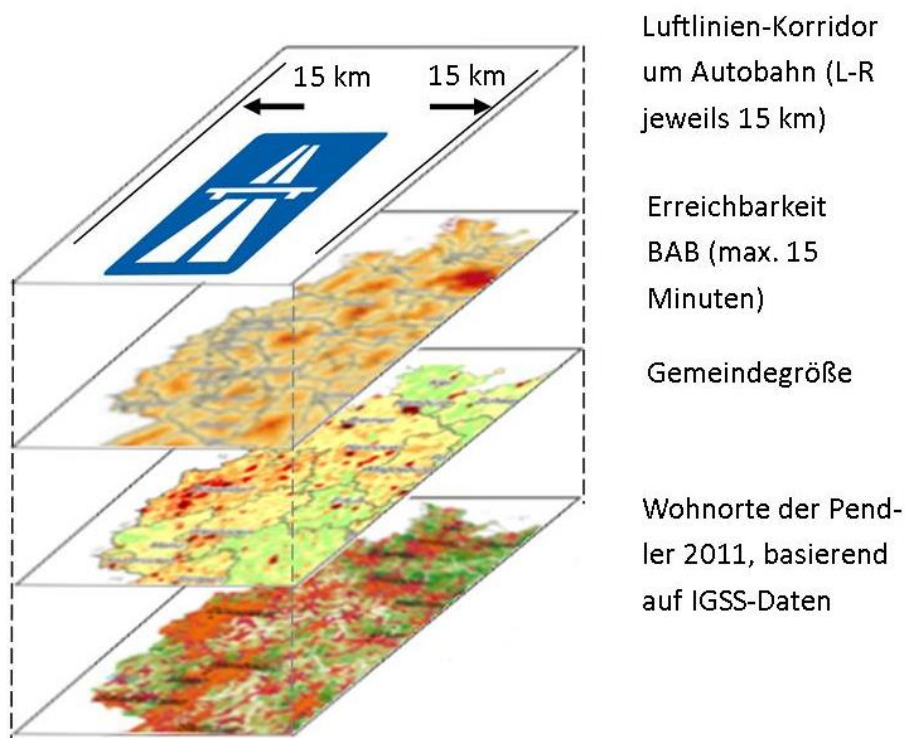 15 km
15 km
Luftlinien-Korridor
um Autobahn (L-R
jeweils 15 km)
Erreichbarkeit
BAB (max. 15
Minuten)
Gemeindegröße
Wohnorte der Pend-
ler 2011, basierend
auf IGSS-Daten